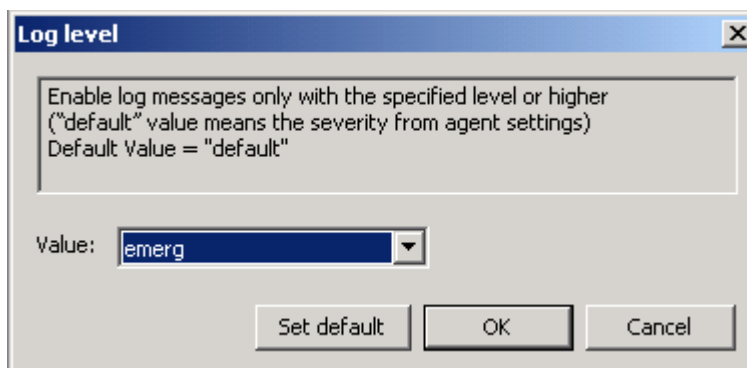 Log level
Enable log messages only with the specified level or higher
("default" value means the severity from agent settings)
Default Value = "default"
Value: emerg
Set default OK Cancel